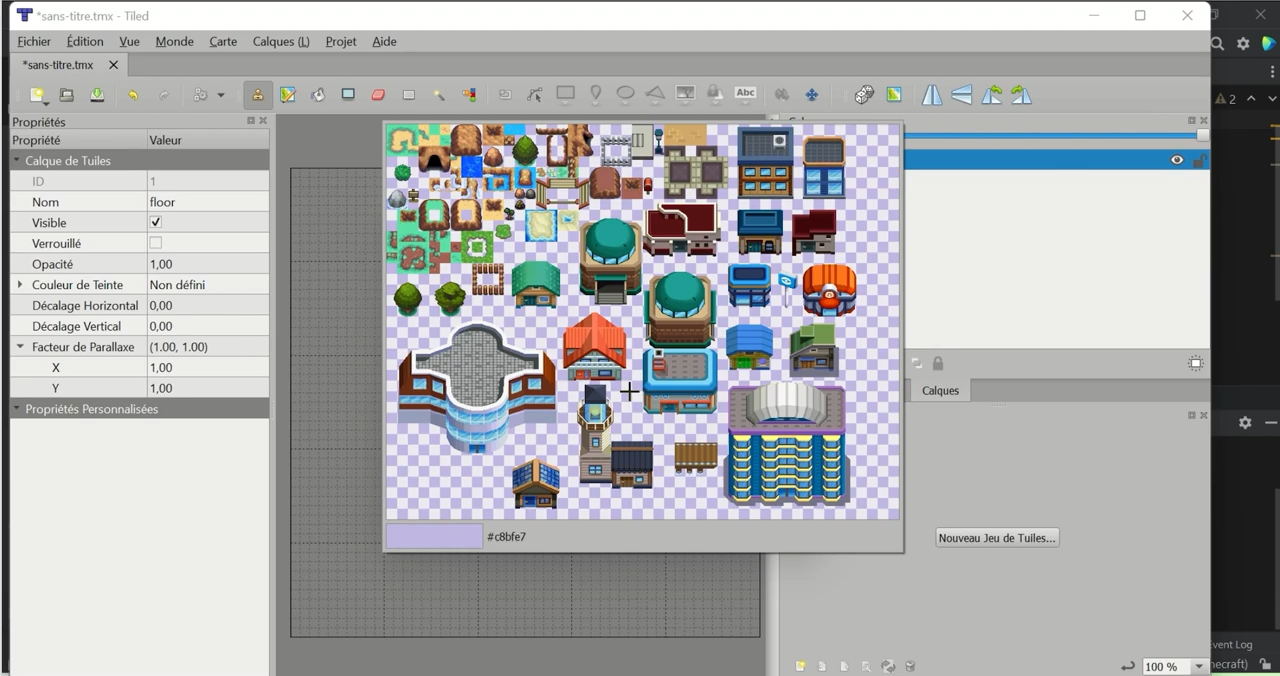 *sans-titre.tmx - Tiled
Fichier Édition Vue Monde Carte Calques (L) Projet Aide
*sans-titre.tmx
Abc
2
Propriétés
Propriété Valeur
Calque de Tuiles
ID 1
Nom floor
Visible
Verrouillé
Opacité 1,00
Couleur de Teinte Non défini
Décalage Horizontal 0,00
Décalage Vertical 0,00
Facteur de Parallaxe (1.00, 1.00)
X 1,00
Y 1,00
Calques
Propriétés Personnalisées
#c8bfe7
Nouveau Jeu de Tuiles...
Event Log
100 %